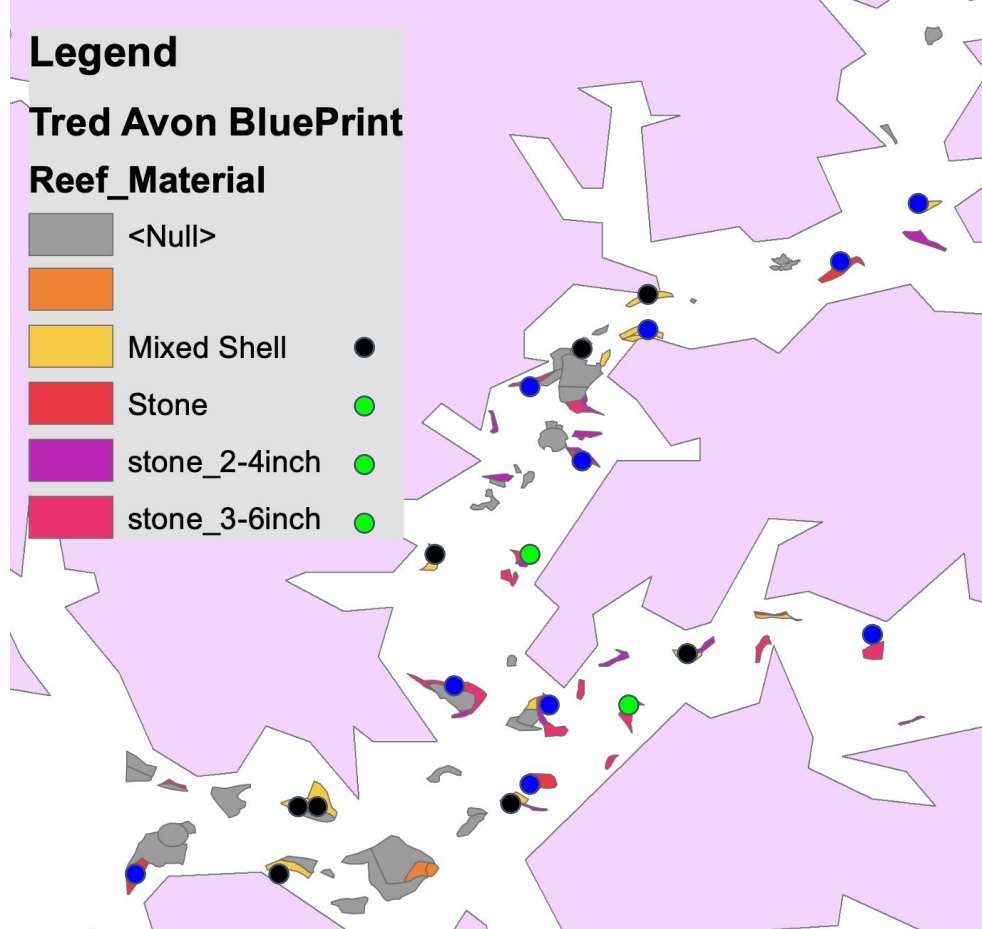 Legend
Tred Avon BluePrint
Reef_Material
<Null>
Mixed Shell
Stone
stone_2-4inch
stone_3-6inch